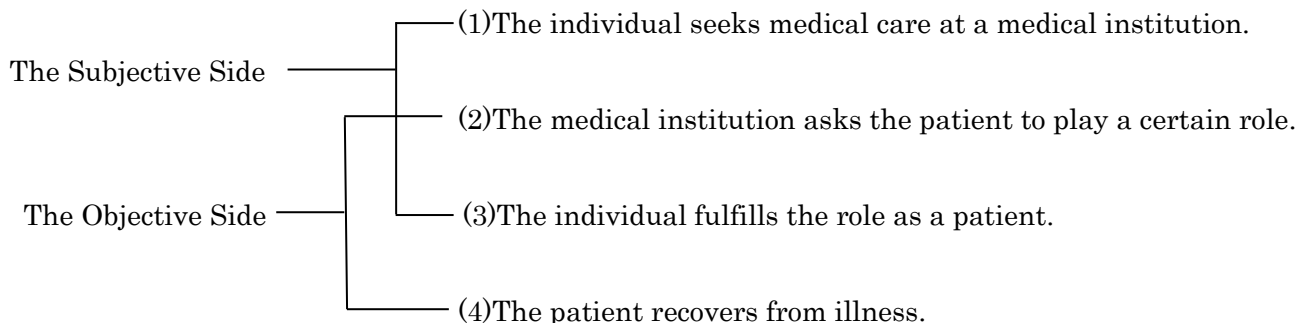 (1)The individual seeks medical care at a medical institution.
The Subjective Side
(2)The medical institution asks the patient to play a certain role.
The Objective Side
(3)The individual fulfills the role as a patient.
(4)The patient recovers from illness.